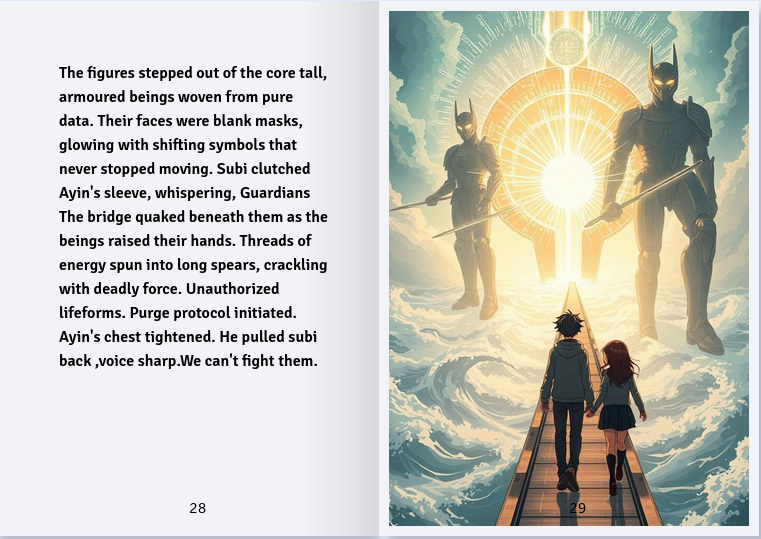 The figures stepped out of the core tall,
armoured beings woven from pure
data. Their faces were blank masks,
glowing with shifting symbols that
never stopped moving. Subi clutched
Ayin's sleeve, whispering, Guardians
The bridge quaked beneath them as the
beings raised their hands. Threads of
energy spun into long spears, crackling
with deadly force. Unauthorized
lifeforms. Purge protocol initiated.
Ayin's chest tightened. He pulled subi
back ,voice sharp.We can't fight them.
28
29